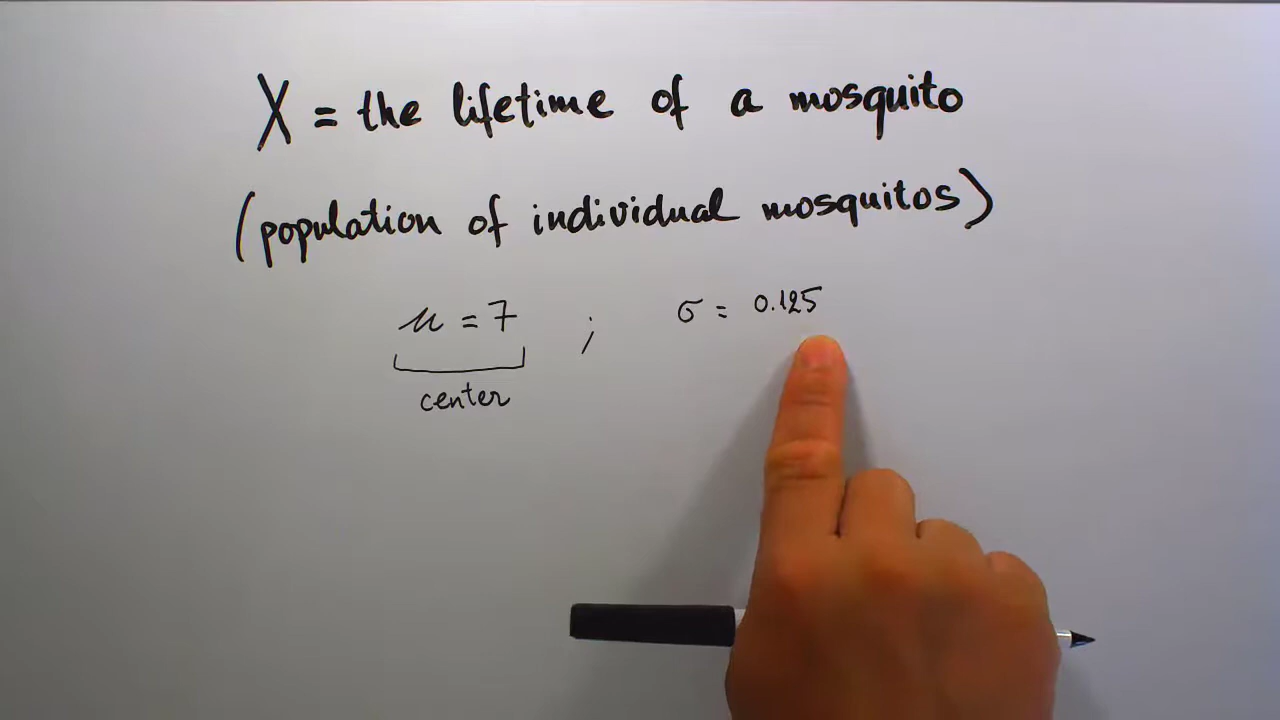 X = the lifetime of a mosquito
(population of individual mosquitos)
μ = 7 ; σ = 0.125
center